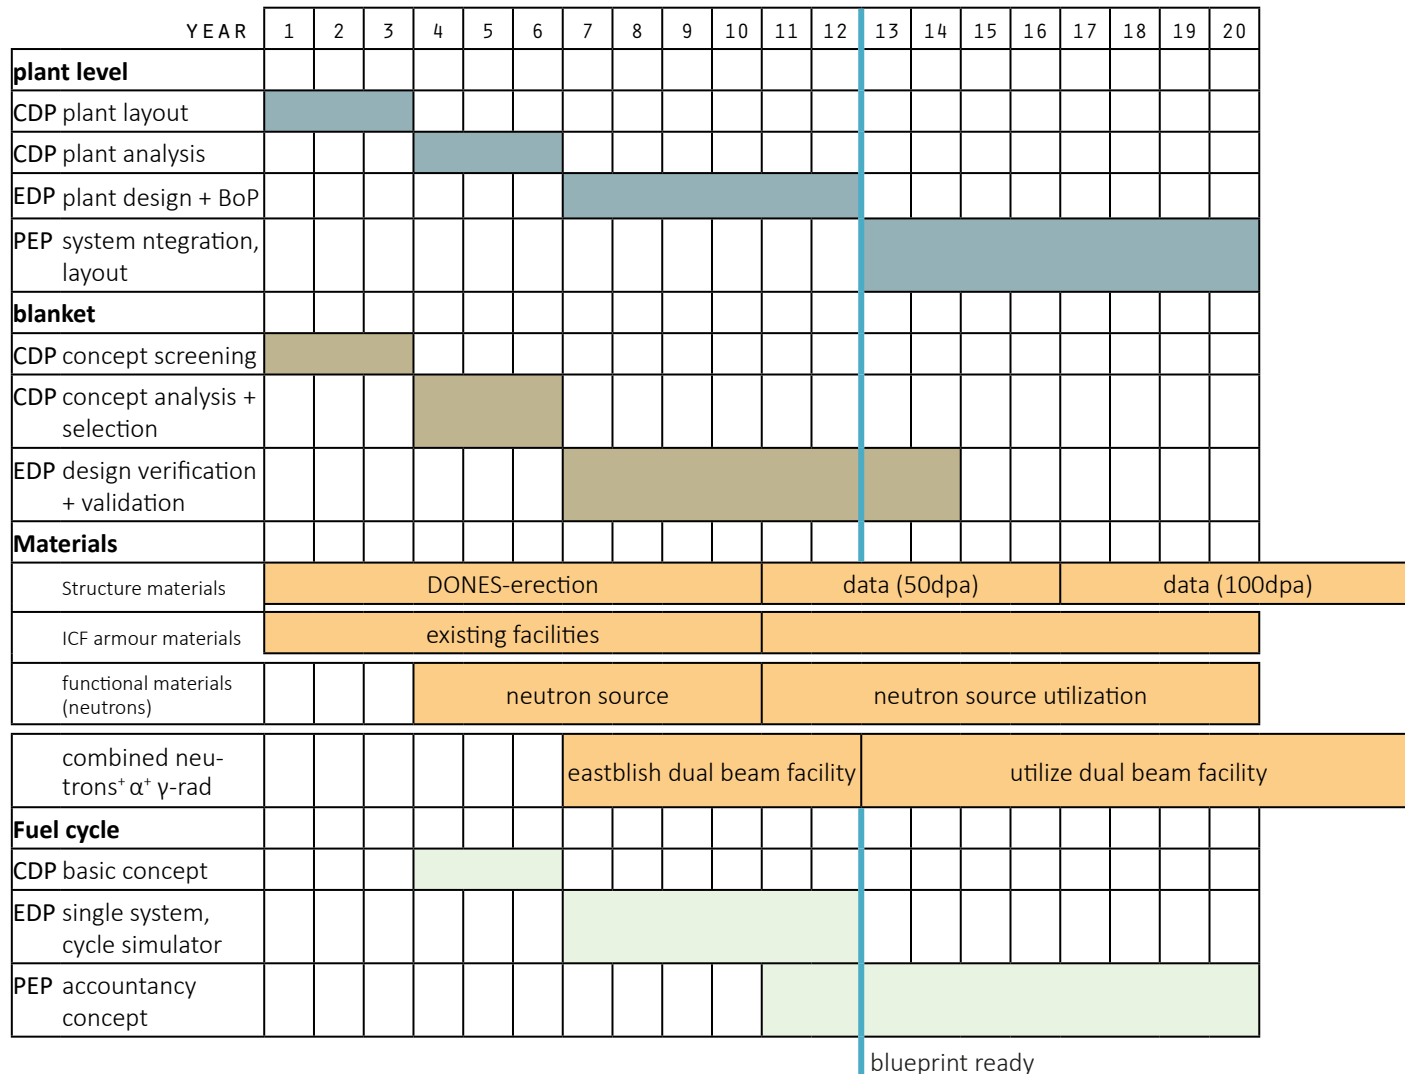 YEAR 1 2 3 4 5 6 7 8 9 10 11 12 13 14 15 16 17 18 19 20
plant level
CDP plant layout
CDP plant analysis
EDP plant design + BoP
PEP system ntegration,
layout
blanket
CDP concept screening
CDP concept analysis +
selection
EDP design verification
+ validation
Materials
Structure materials DONES-erection data (50dpa) data (100dpa)
ICF armour materials existing facilities
functional materials
(neutrons) neutron source neutron source utilization
combined neu-
trons⁺ α⁺ γ-rad eastblish dual beam facility utilize dual beam facility
Fuel cycle
CDP basic concept
EDP single system,
cycle simulator
PEP accountancy
concept
blueprint ready